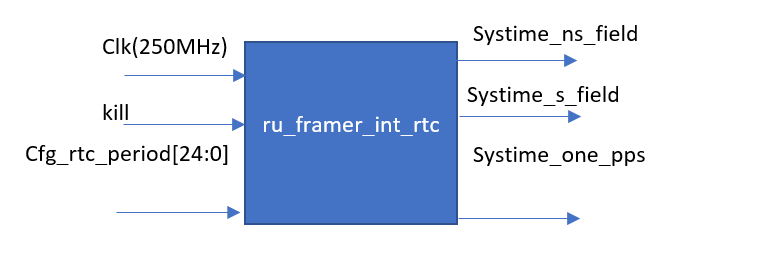 Clk(250MHz)
kill
Cfg_rtc_period[24:0]
ru_framer_int_rtc
Systime_ns_field
Systime_s_field
Systime_one_pps